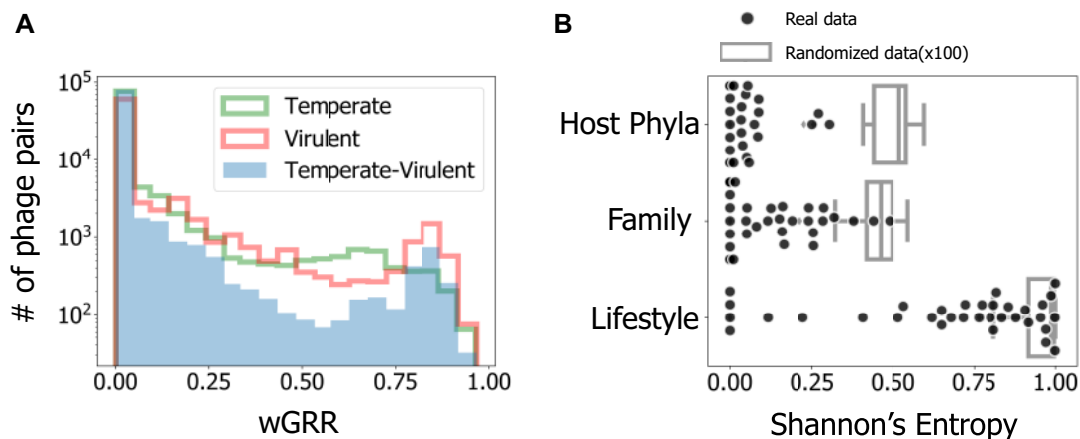 A
# of phage pairs
10^5
10^4
10^3
10^2
Temperate
Virulent
Temperate-Virulent
0.00 0.25 0.50 0.75 1.00
wGRR
B
Real data
Randomized data(x100)
Host Phyla
Family
Lifestyle
0.00 0.25 0.50 0.75 1.00
Shannon's Entropy